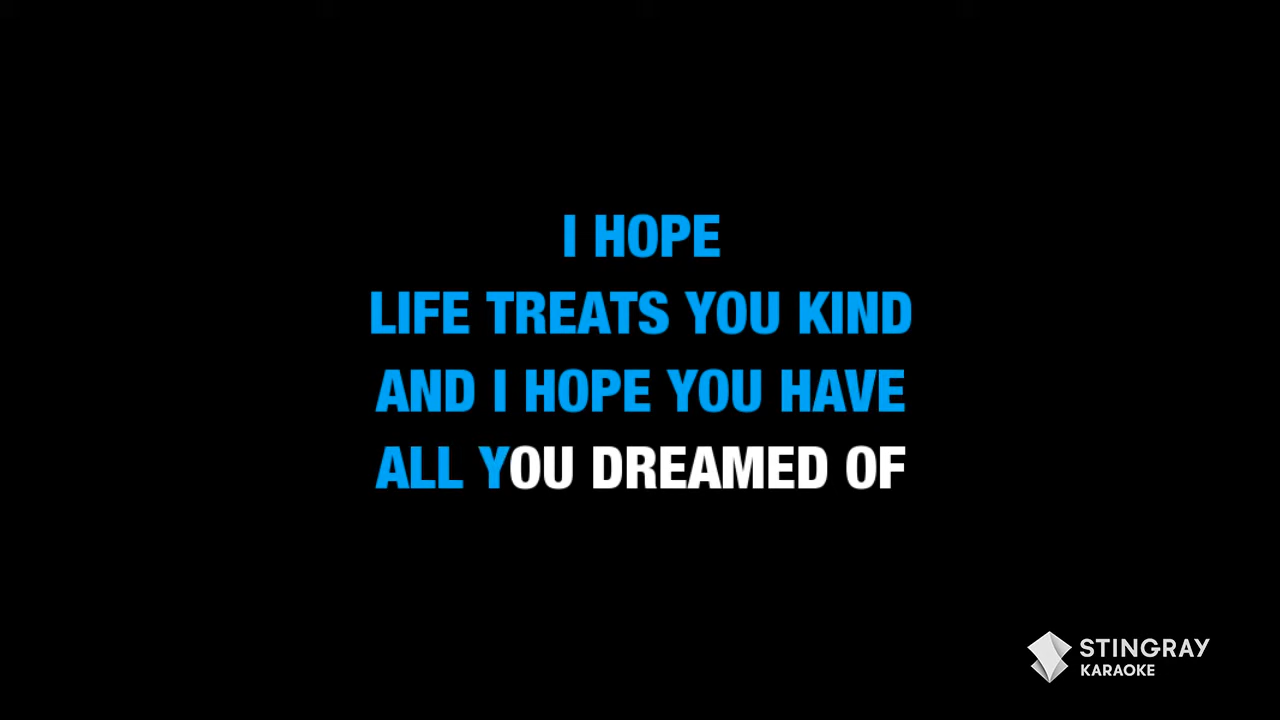 I HOPE
LIFE TREATS YOU KIND
AND I HOPE YOU HAVE
ALL YOU DREAMED OF
STINGRAY
KARAOKE